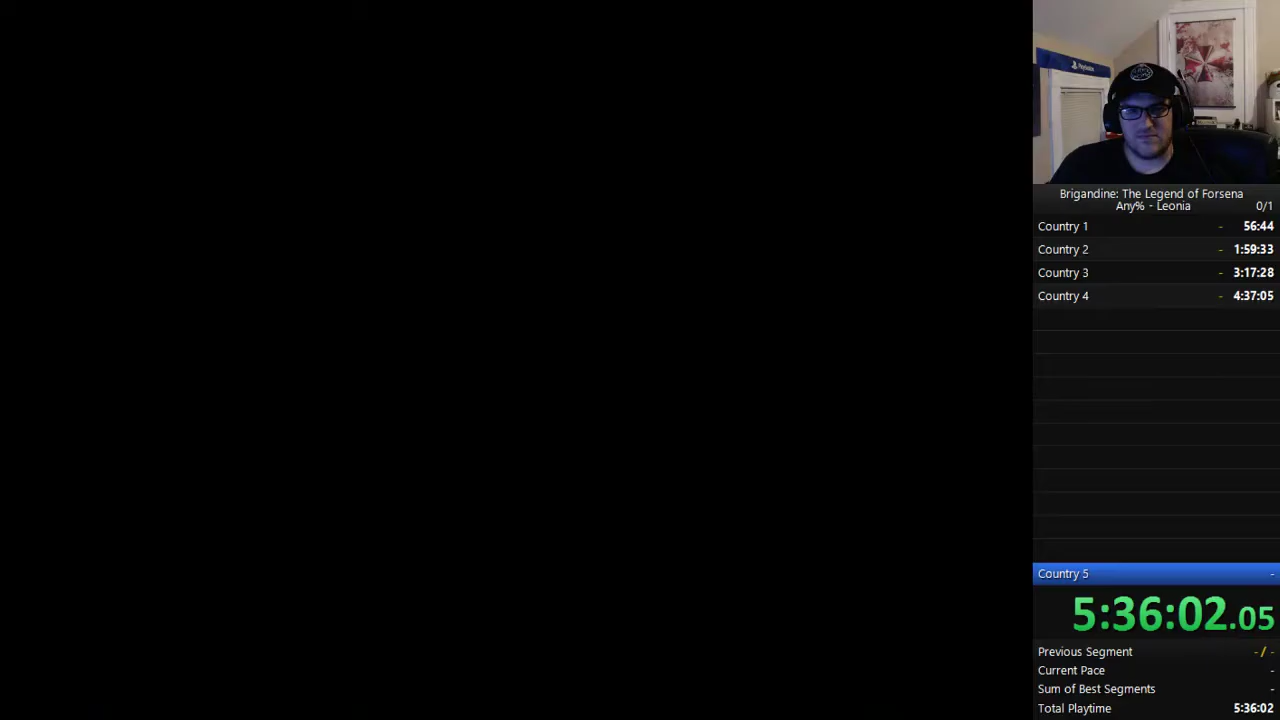 PlayStation
Brigandine: The Legend of Forsena
Any% - Leonia 0/1
Country 1 - 56:44
Country 2 - 1:59:33
Country 3 - 3:17:28
Country 4 - 4:37:05
Country 5 -
5:36:02.05
Previous Segment - / -
Current Pace -
Sum of Best Segments -
Total Playtime 5:36:02